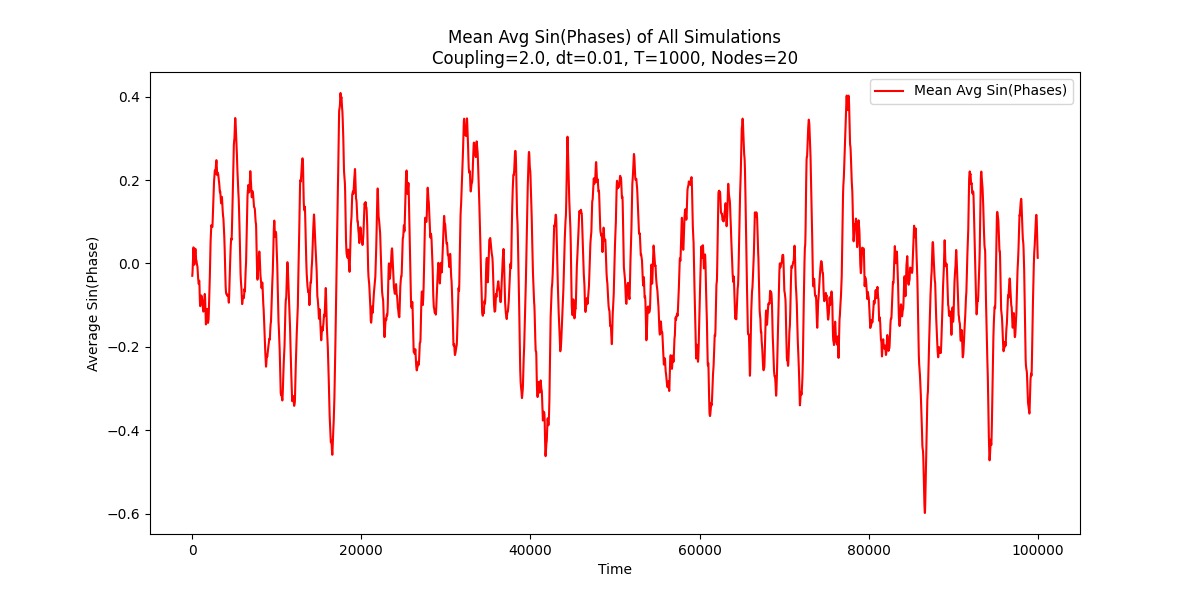 Mean Avg Sin(Phases) of All Simulations
Coupling=2.0, dt=0.01, T=1000, Nodes=20
Mean Avg Sin(Phases)
Average Sin(Phase)
0.4
0.2
0.0
−0.2
−0.4
−0.6
0 20000 40000 60000 80000 100000
Time